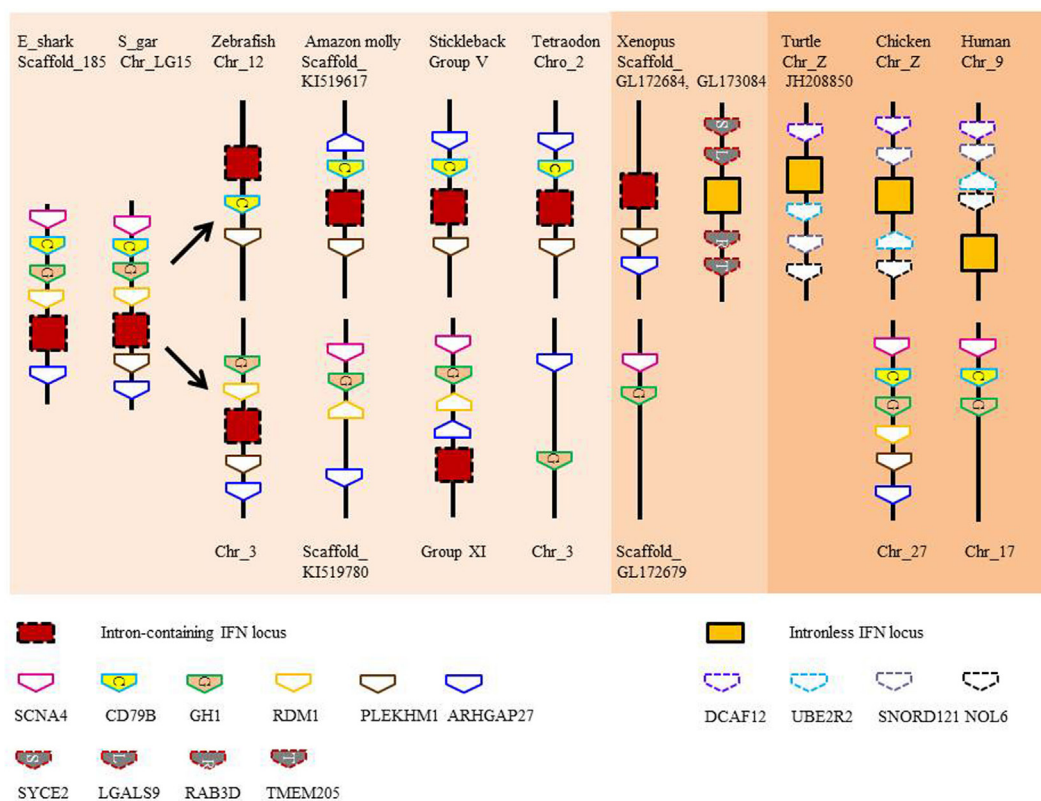 E_shark
Scaffold_185
S_gar
Chr_LG15
Zebrafish
Chr_12
Amazon molly
Scaffold_
KI519617
Stickleback
Group V
Tetraodon
Chro_2
Xenopus
Scaffold_
GL172684, GL173084
Turtle
Chr_Z
JH208850
Chicken
Chr_Z
Human
Chr_9
S
L
C
C
C
C
C
C
G
G
R
T
G
G
G
G
C
C
G
G
G
Chr_3
Scaffold_
KI519780
Group XI
Chr_3
Scaffold_
GL172679
Chr_27
Chr_17
Intron-containing IFN locus
Intronless IFN locus
C
G
SCNA4
CD79B
GH1
RDM1
PLEKHM1
ARHGAP27
DCAF12
UBE2R2
SNORD121
NOL6
S
L
R
T
SYCE2
LGALS9
RAB3D
TMEM205